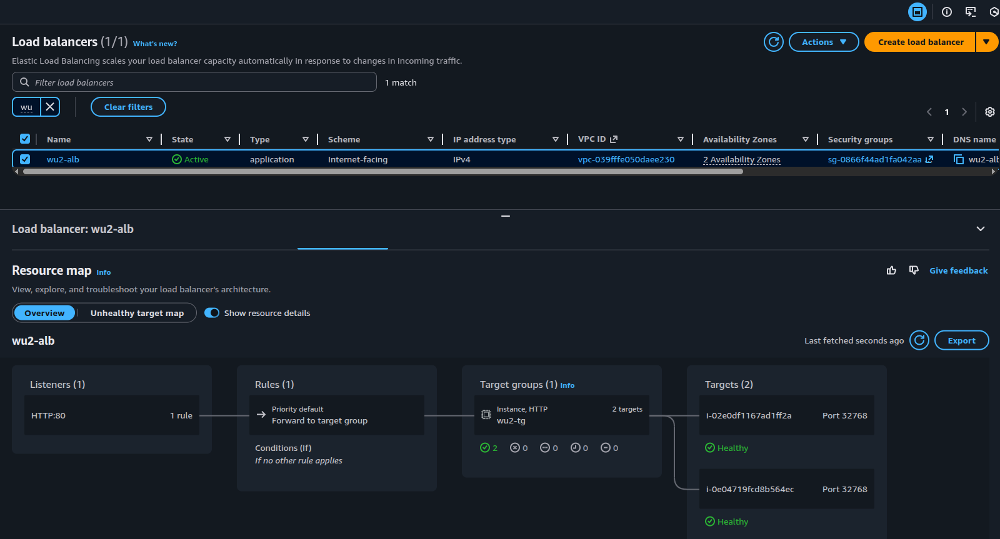 Load balancers (1/1) What's new?
Actions
Create load balancer
Elastic Load Balancing scales your load balancer capacity automatically in response to changes in incoming traffic.
Filter load balancers
1 match
wu
Clear filters
1
Name State Type Scheme IP address type VPC ID Availability Zones Security groups DNS name
wu2-alb Active application Internet-facing IPv4 vpc-039fffe050daee230 2 Availability Zones sg-0866f44ad1fa042aa wu2-alb
Load balancer: wu2-alb
Resource map Info
Give feedback
View, explore, and troubleshoot your load balancer's architecture.
Overview Unhealthy target map Show resource details
wu2-alb
Last fetched seconds ago Export
Listeners (1)
HTTP:80 1 rule
Rules (1)
Priority default
Forward to target group
Conditions (If)
If no other rule applies
Target groups (1) Info
Instance, HTTP 2 targets
wu2-tg
2 0 0 0 0
Targets (2)
i-02e0df1167ad1ff2a Port 32768
Healthy
i-0e04719fcd8b564ec Port 32768
Healthy